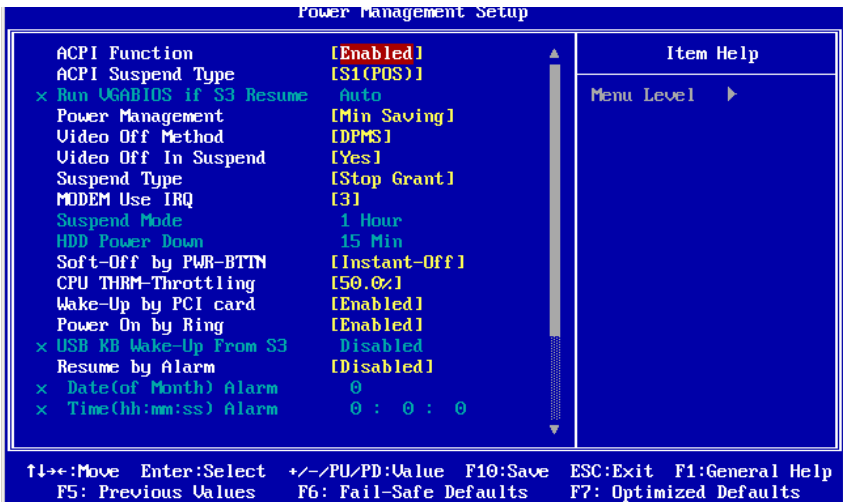 Power Management Setup
ACPI Function [Enabled]
ACPI Suspend Type [S1(POS)]
× Run VGABIOS if S3 Resume Auto
Power Management [Min Saving]
Video Off Method [DPMS]
Video Off In Suspend [Yes]
Suspend Type [Stop Grant]
MODEM Use IRQ [3]
Suspend Mode 1 Hour
HDD Power Down 15 Min
Soft-Off by PWR-BTTN [Instant-Off]
CPU THRM-Throttling [50.0%]
Wake-Up by PCI card [Enabled]
Power On by Ring [Enabled]
× USB KB Wake-Up From S3 Disabled
Resume by Alarm [Disabled]
× Date(of Month) Alarm 0
× Time(hh:mm:ss) Alarm 0 : 0 : 0
Item Help
Menu Level ▶
↑↓→←:Move Enter:Select +/-/PU/PD:Value F10:Save ESC:Exit F1:General Help
F5: Previous Values F6: Fail-Safe Defaults F7: Optimized Defaults